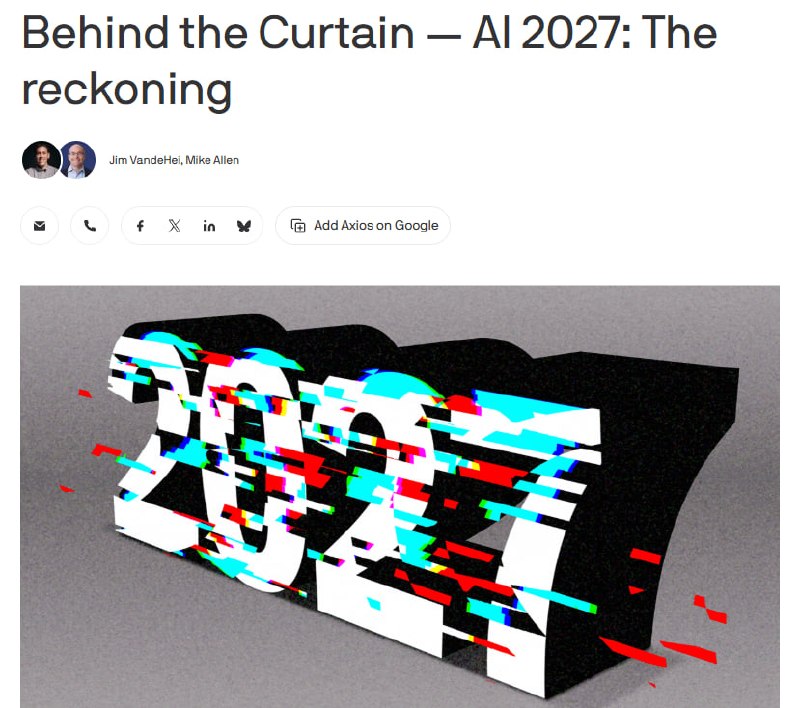 Behind the Curtain — AI 2027: The
reckoning
Jim VandeHei, Mike Allen
Add Axios on Google
2027